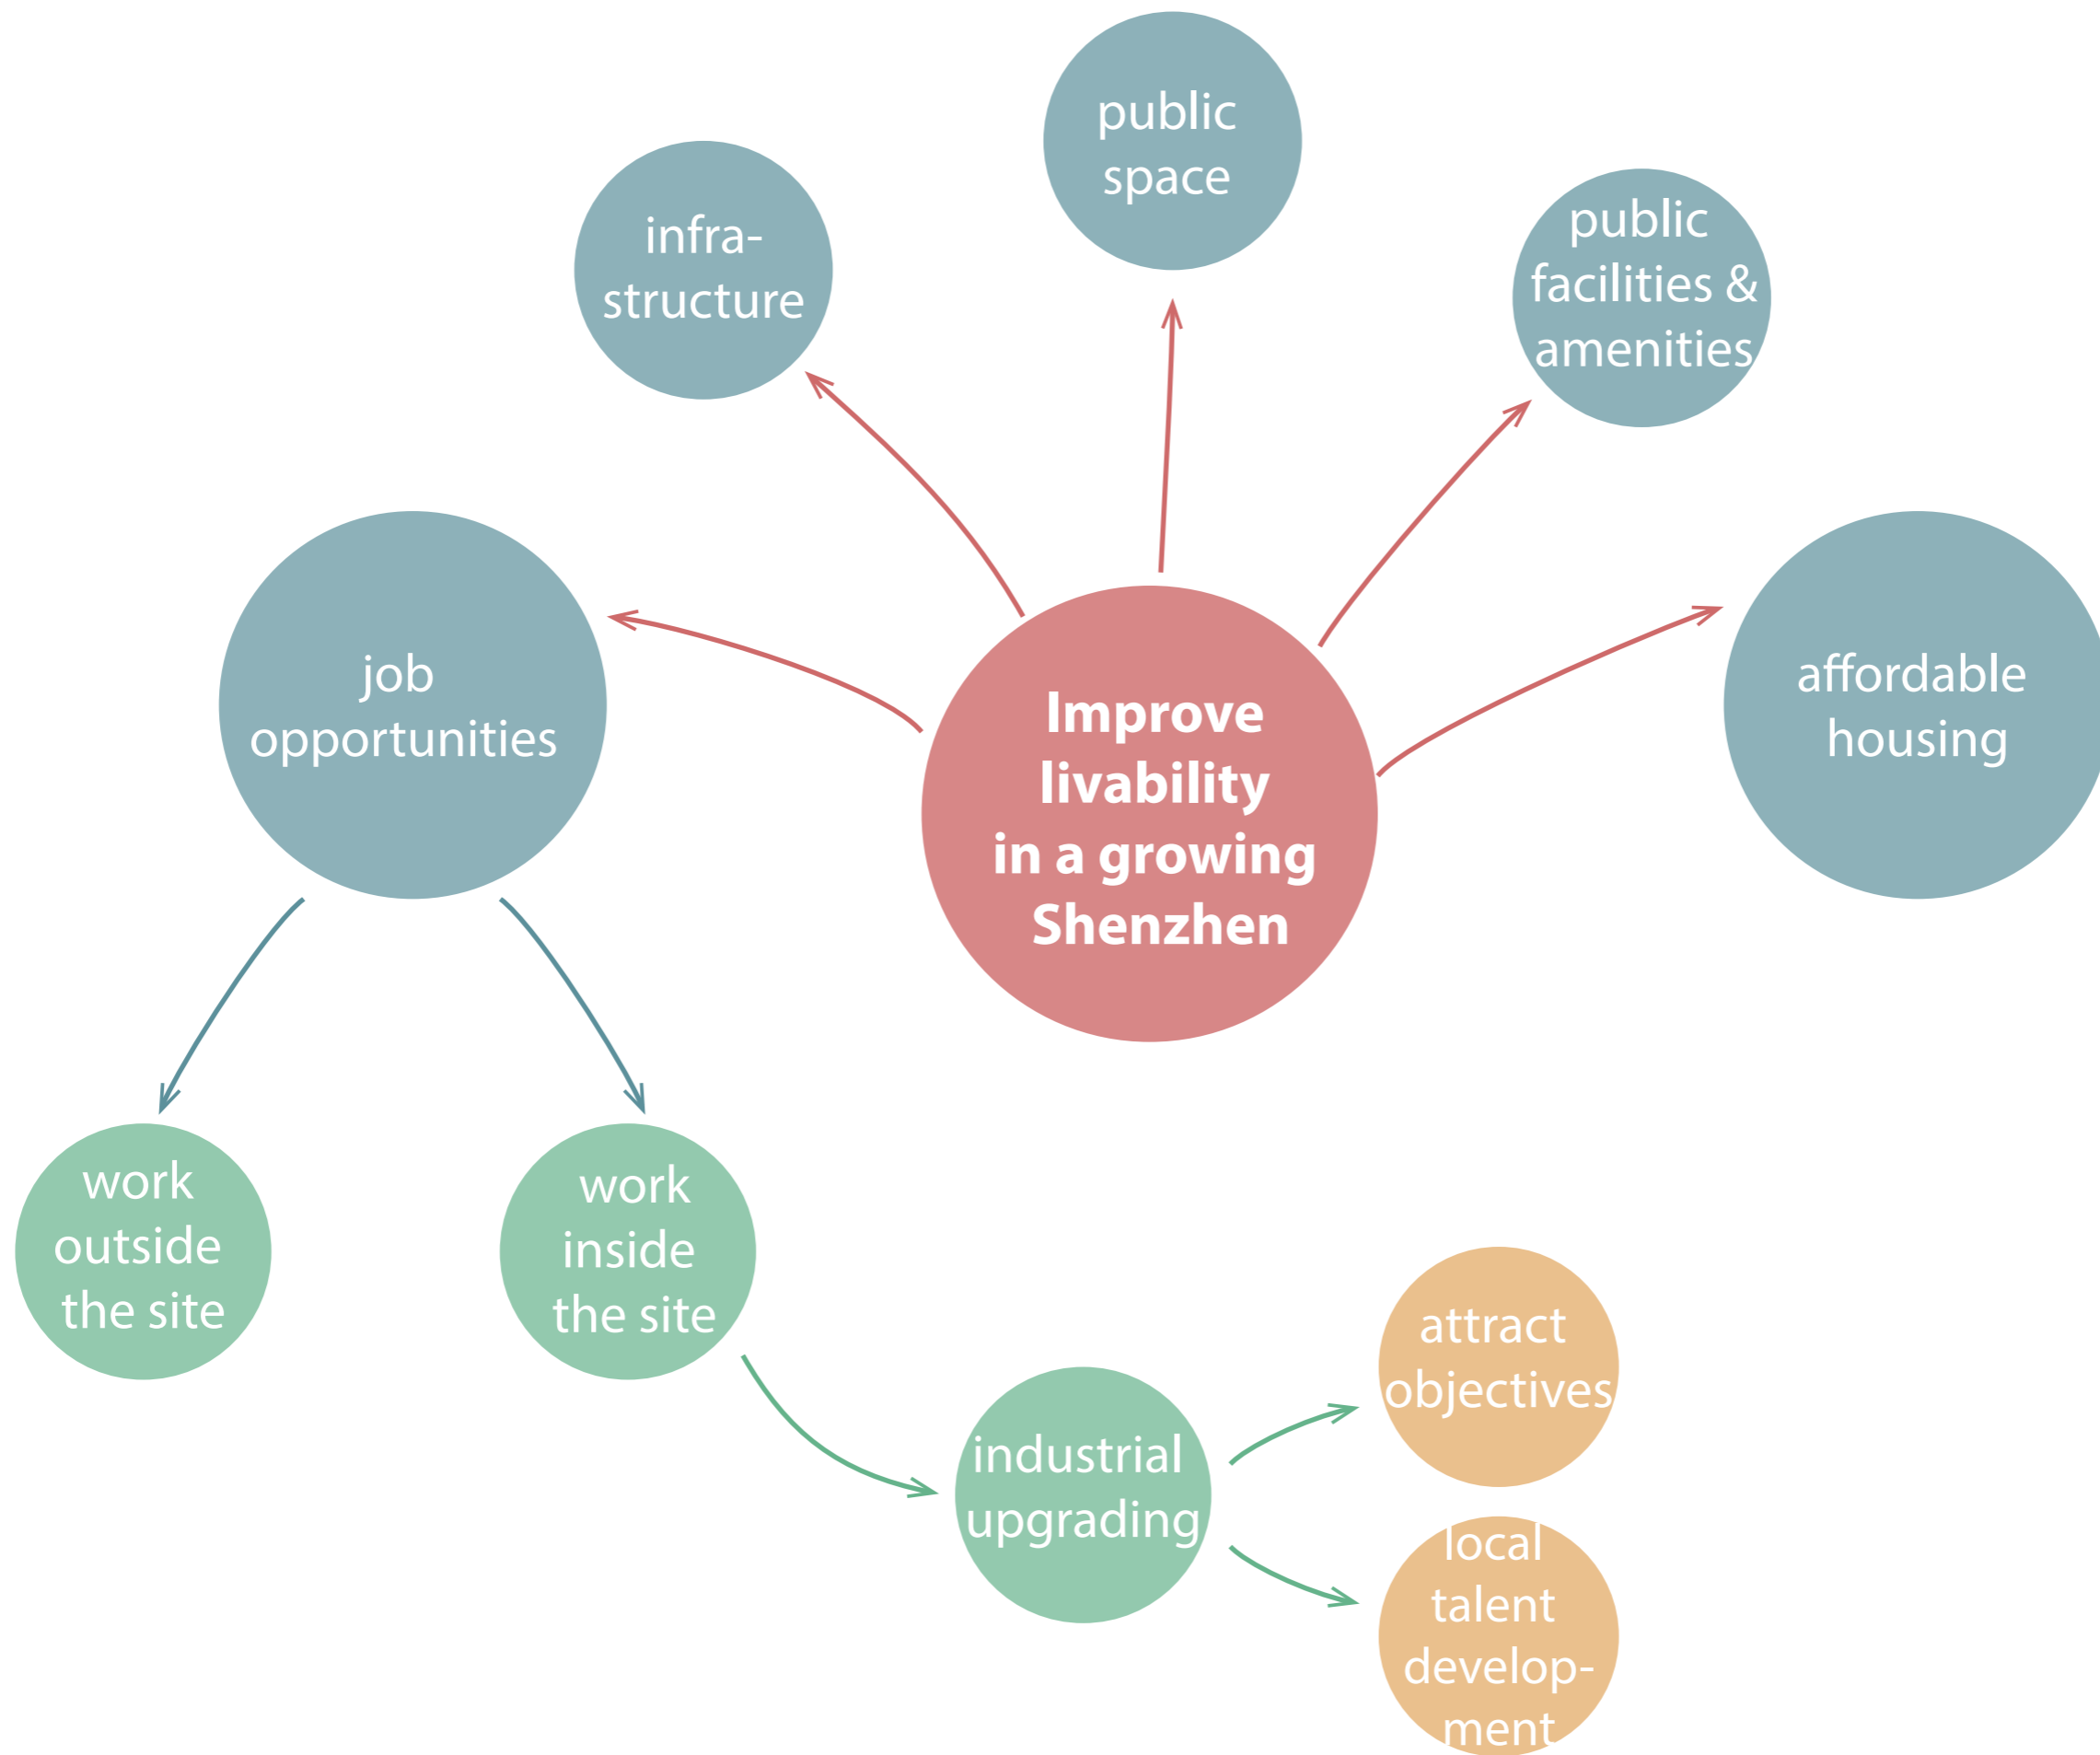 public
space
infra-
structure
public
facilities &
amenities
job
opportunities
Improve
livability
in a growing
Shenzhen
affordable
housing
work
outside
the site
work
inside
the site
attract
objectives
industrial
upgrading
local
talent
develop-
ment